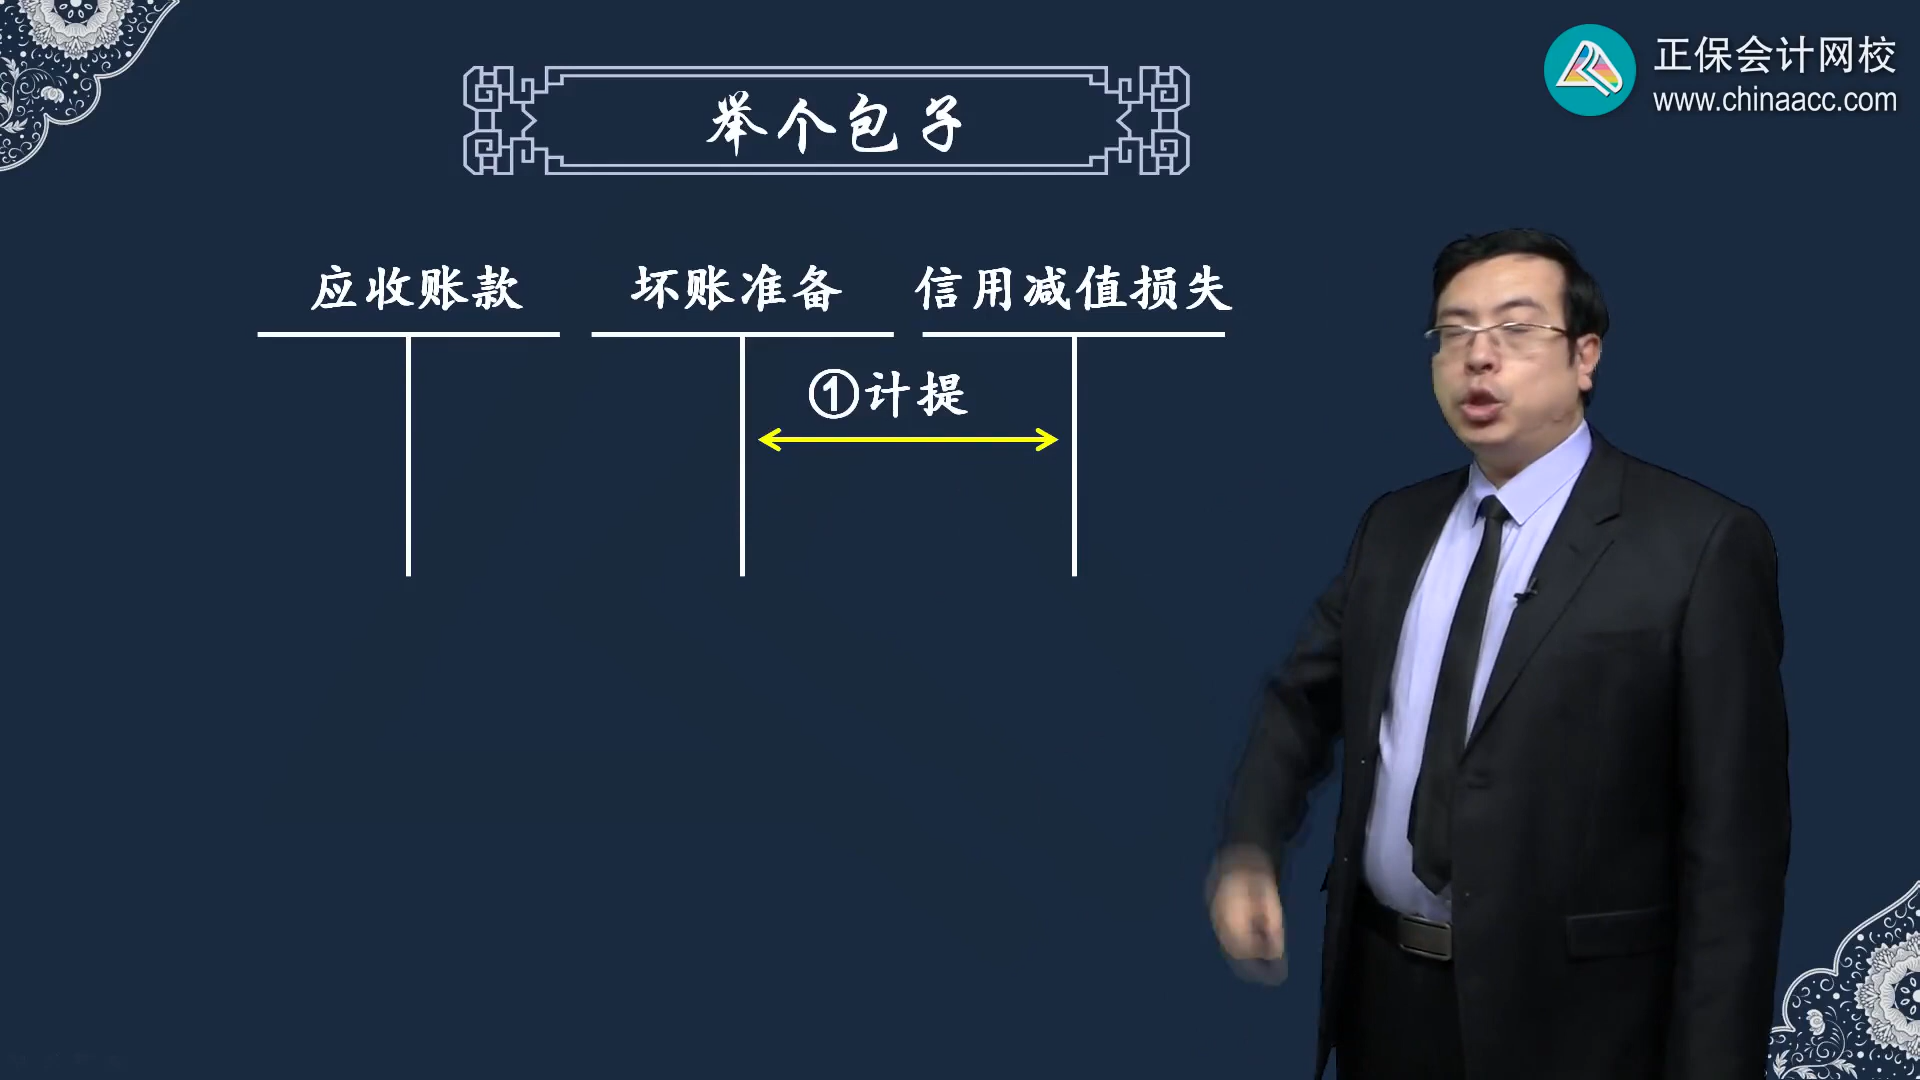 正保会计网校
www.chinaacc.com
举个包子
应收账款 坏账准备 信用减值损失
①计提